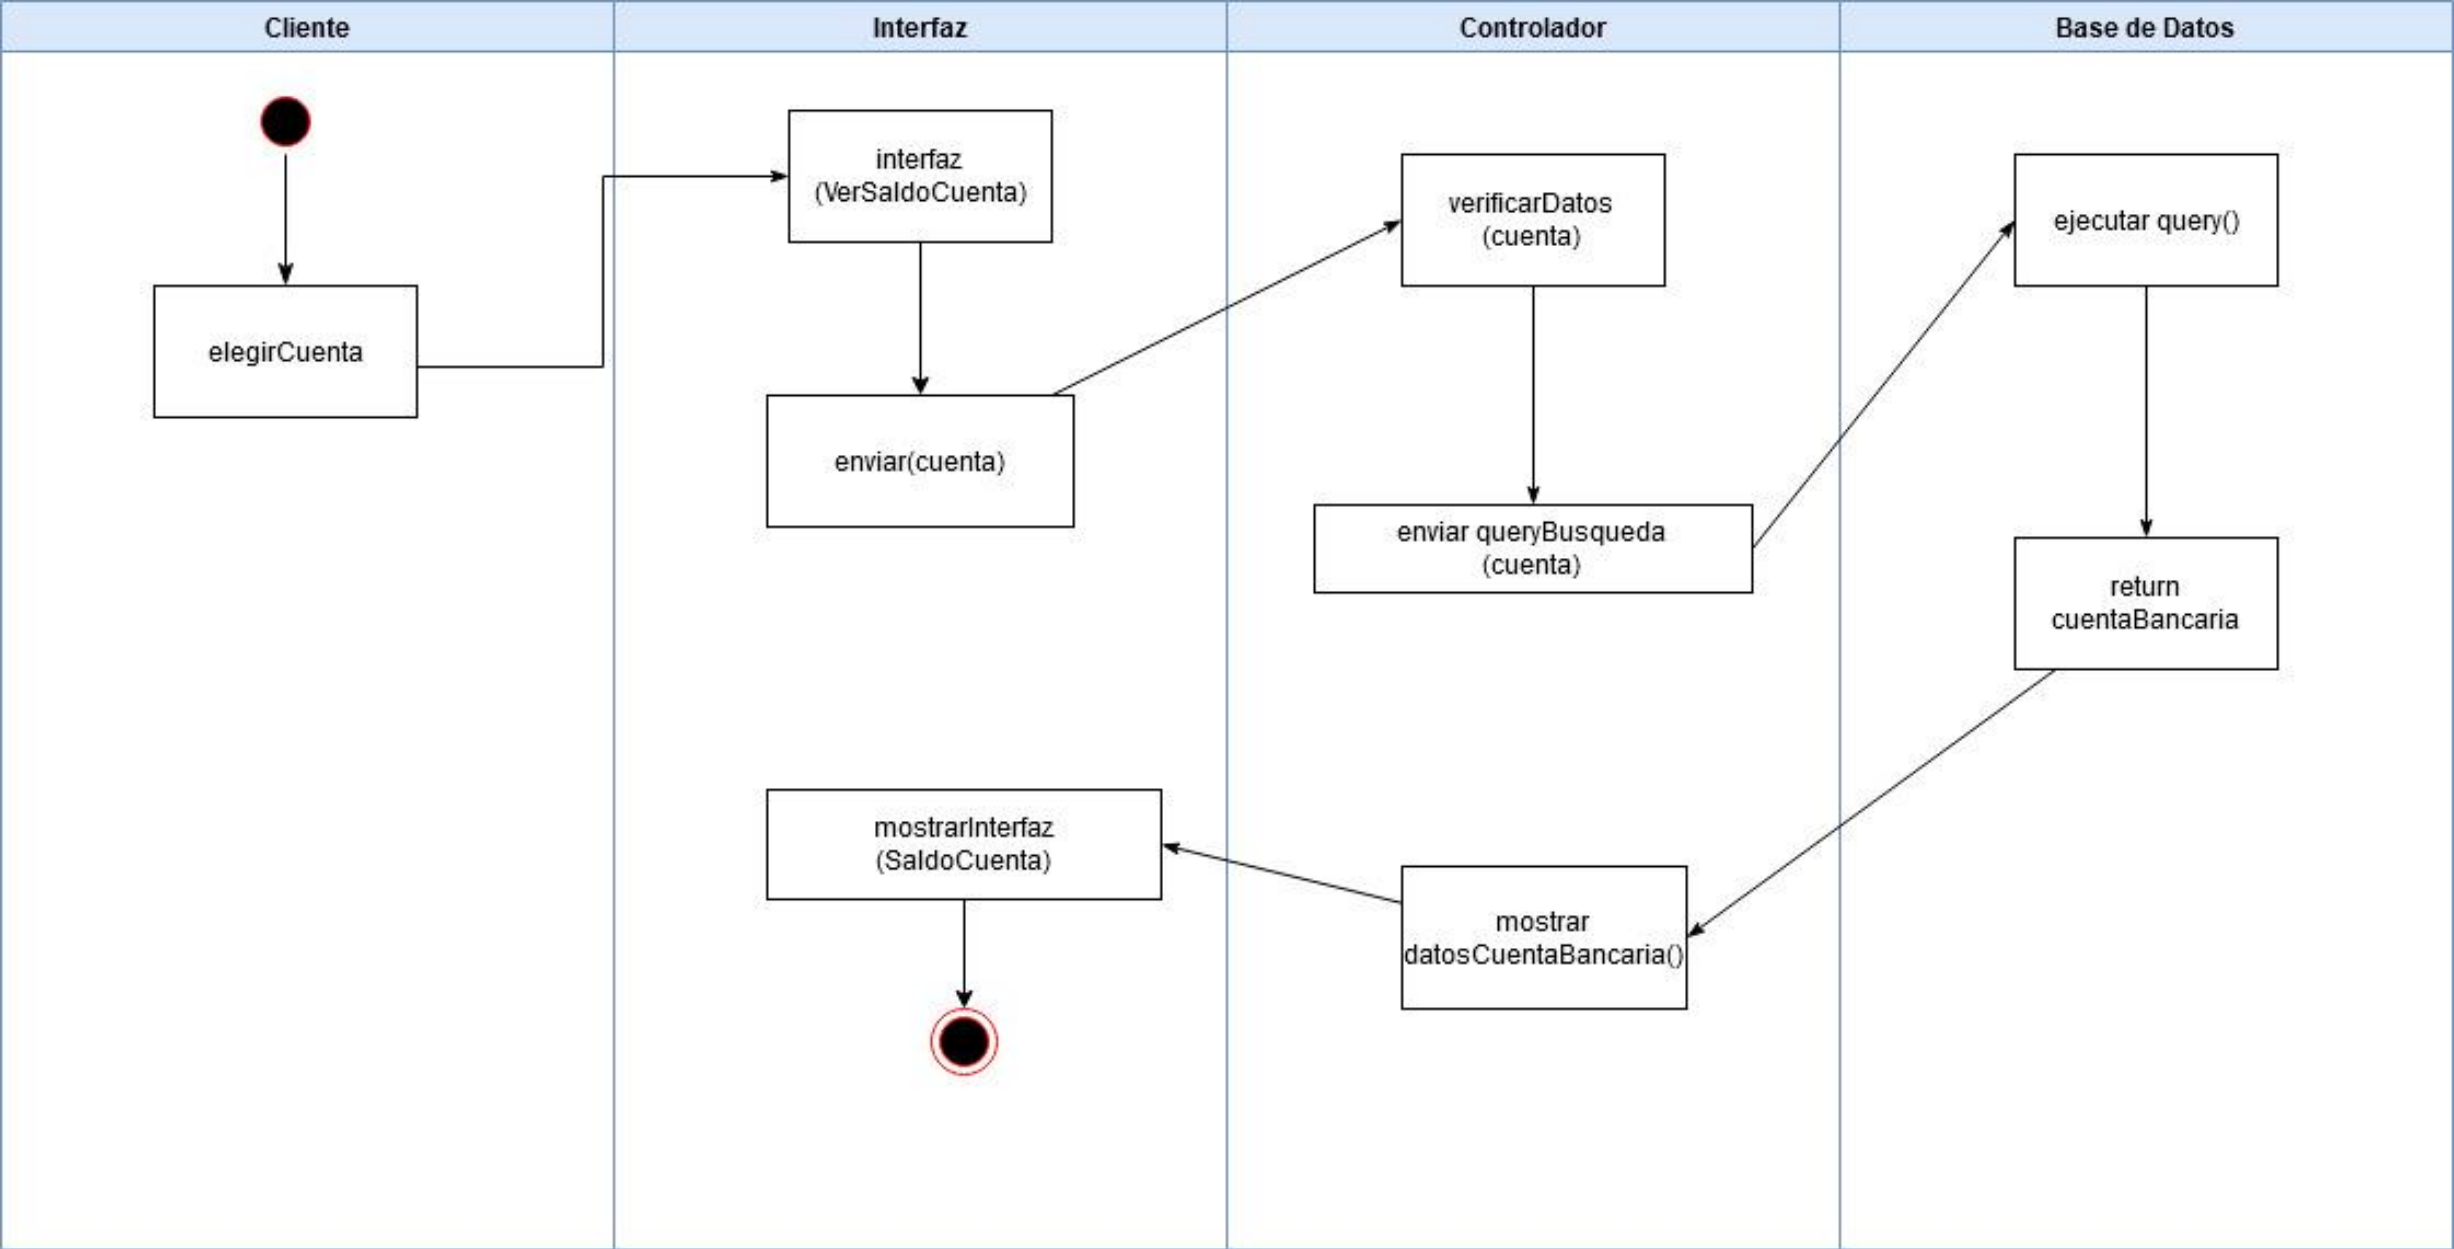 Cliente
Interfaz
Controlador
Base de Datos
elegirCuenta
interfaz
(VerSaldoCuenta)
enviar(cuenta)
verificarDatos
(cuenta)
enviar queryBusqueda
(cuenta)
ejecutar query()
return
cuentaBancaria
mostrar
datosCuentaBancaria()
mostrarInterfaz
(SaldoCuenta)